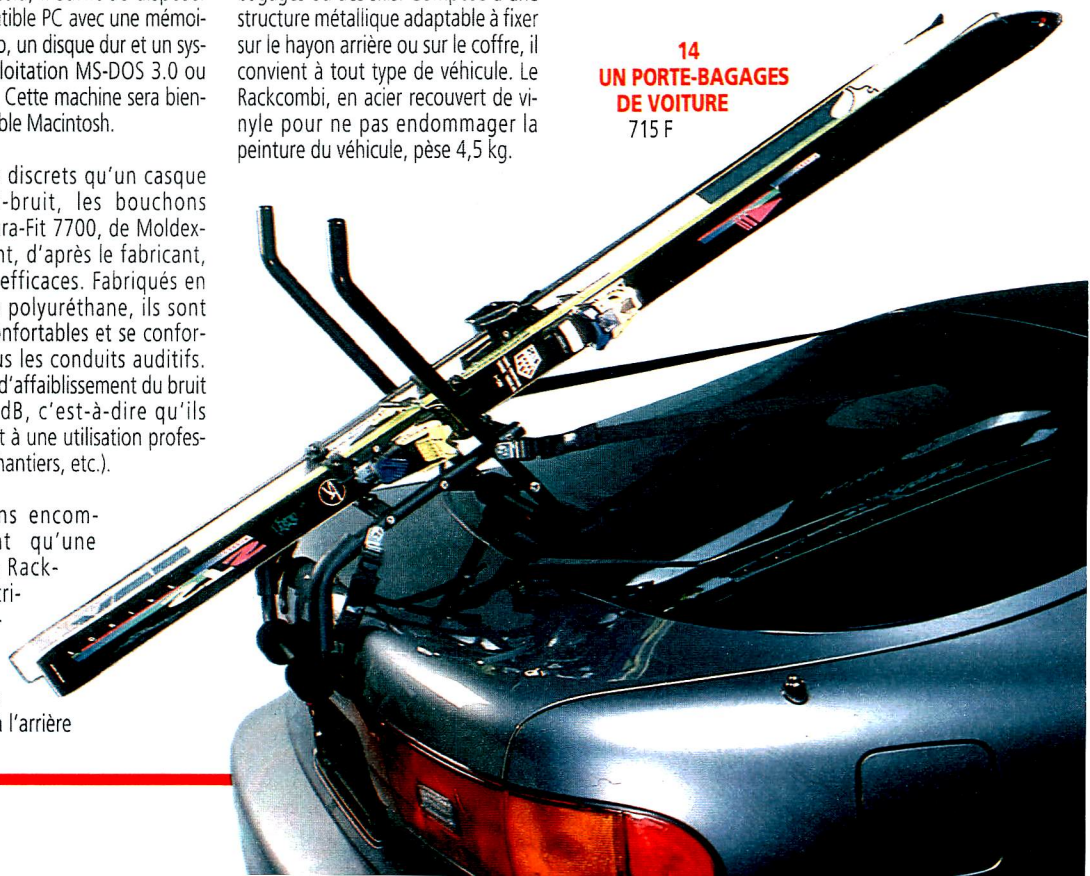 tible PC avec une mémoi-
o, un disque dur et un sys-
loitation MS-DOS 3.0 ou
Cette machine sera bien-
ble Macintosh.
discrets qu'un casque
-bruit, les bouchons
ra-Fit 7700, de Moldex-
nt, d'après le fabricant,
efficaces. Fabriqués en
polyuréthane, ils sont
nfortables et se confor-
us les conduits auditifs.
d'affaiblissement du bruit
dB, c'est-à-dire qu'ils
t à une utilisation profes-
hantiers, etc.).
ns encom-
nt qu'une
Rack-
tri-
l'arrière
structure métallique adaptable à fixer
sur le hayon arrière ou sur le coffre, il
convient à tout type de véhicule. Le
Rackcombi, en acier recouvert de vi-
nyle pour ne pas endommager la
peinture du véhicule, pèse 4,5 kg.
14
UN PORTE-BAGAGES
DE VOITURE
715 F